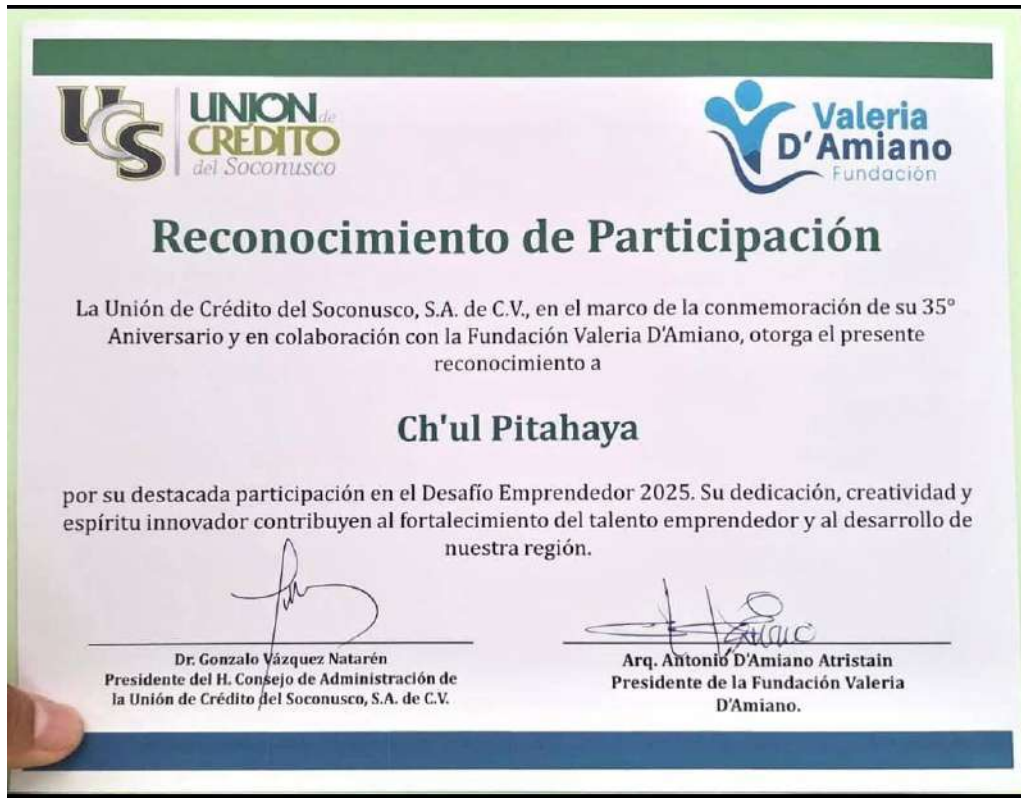 UCS UNION de CRÉDITO del Soconusco
Valeria D'Amiano Fundación
Reconocimiento de Participación
La Unión de Crédito del Soconusco, S.A. de C.V., en el marco de la conmemoración de su 35°
Aniversario y en colaboración con la Fundación Valeria D'Amiano, otorga el presente
reconocimiento a
Ch'ul Pitahaya
por su destacada participación en el Desafío Emprendedor 2025. Su dedicación, creatividad y
espíritu innovador contribuyen al fortalecimiento del talento emprendedor y al desarrollo de
nuestra región.
Dr. Gonzalo Vázquez Natarén
Presidente del H. Consejo de Administración de
la Unión de Crédito del Soconusco, S.A. de C.V.
Arq. Antonio D'Amiano Atristain
Presidente de la Fundación Valeria
D'Amiano.